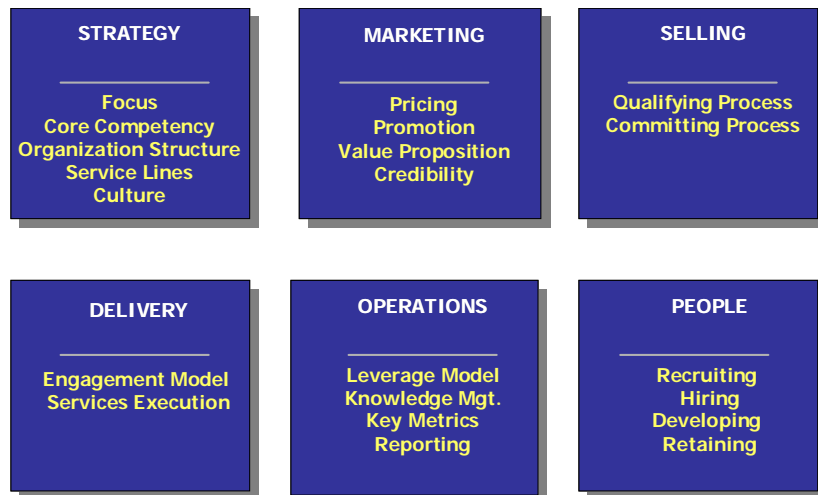 STRATEGY
Focus
Core Competency
Organization Structure
Service Lines
Culture
MARKETING
Pricing
Promotion
Value Proposition
Credibility
SELLING
Qualifying Process
Committing Process
DELIVERY
Engagement Model
Services Execution
OPERATIONS
Leverage Model
Knowledge Mgt.
Key Metrics
Reporting
PEOPLE
Recruiting
Hiring
Developing
Retaining